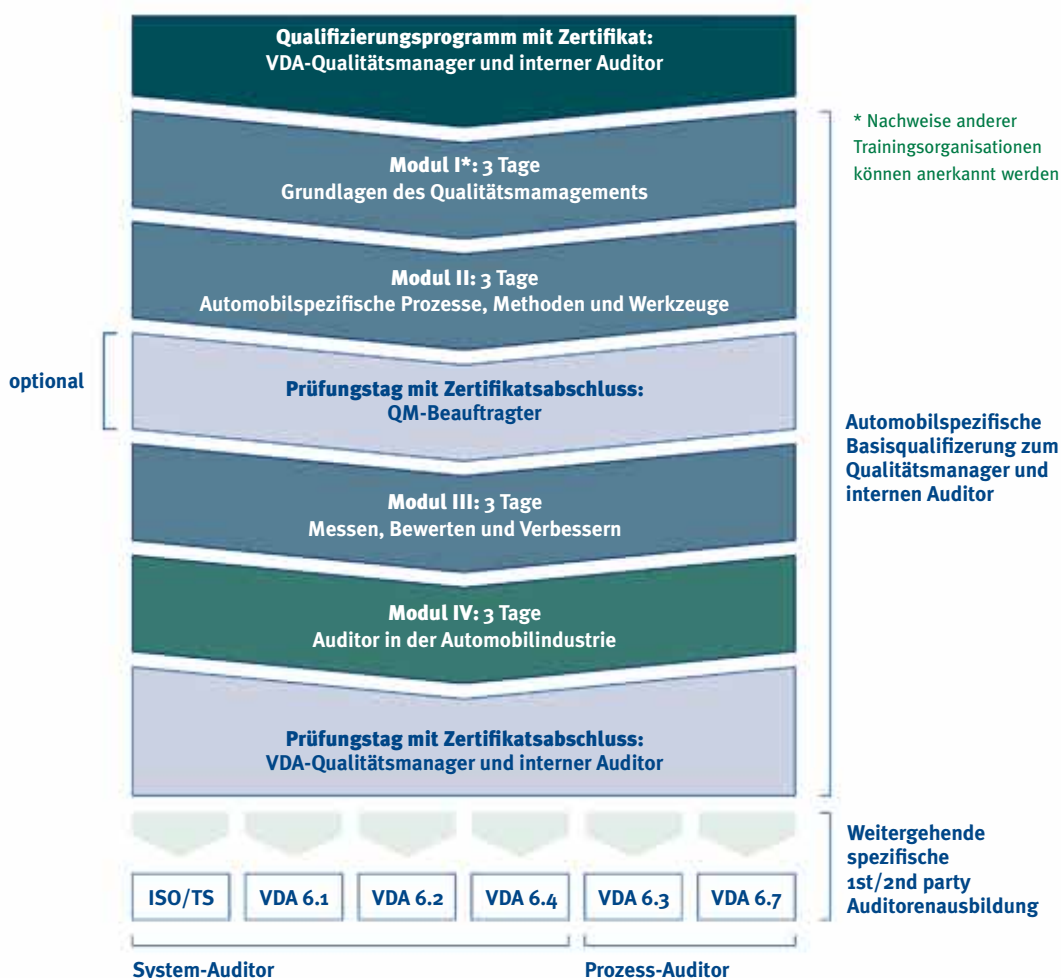 Qualifizierungsprogramm mit Zertifikat:
VDA-Qualitätsmanager und interner Auditor
* Nachweise anderer
Trainingsorganisationen
können anerkannt werden
Modul I*: 3 Tage
Grundlagen des Qualitätsmamagements
Modul II: 3 Tage
Automobilspezifische Prozesse, Methoden und Werkzeuge
optional
Prüfungstag mit Zertifikatsabschluss:
QM-Beauftragter
Automobilspezifische
Basisqualifizerung zum
Qualitätsmanager und
internen Auditor
Modul III: 3 Tage
Messen, Bewerten und Verbessern
Modul IV: 3 Tage
Auditor in der Automobilindustrie
Prüfungstag mit Zertifikatsabschluss:
VDA-Qualitätsmanager und interner Auditor
Weitergehende
spezifische
1st/2nd party
Auditorenausbildung
ISO/TS
VDA 6.1
VDA 6.2
VDA 6.4
VDA 6.3
VDA 6.7
System-Auditor
Prozess-Auditor